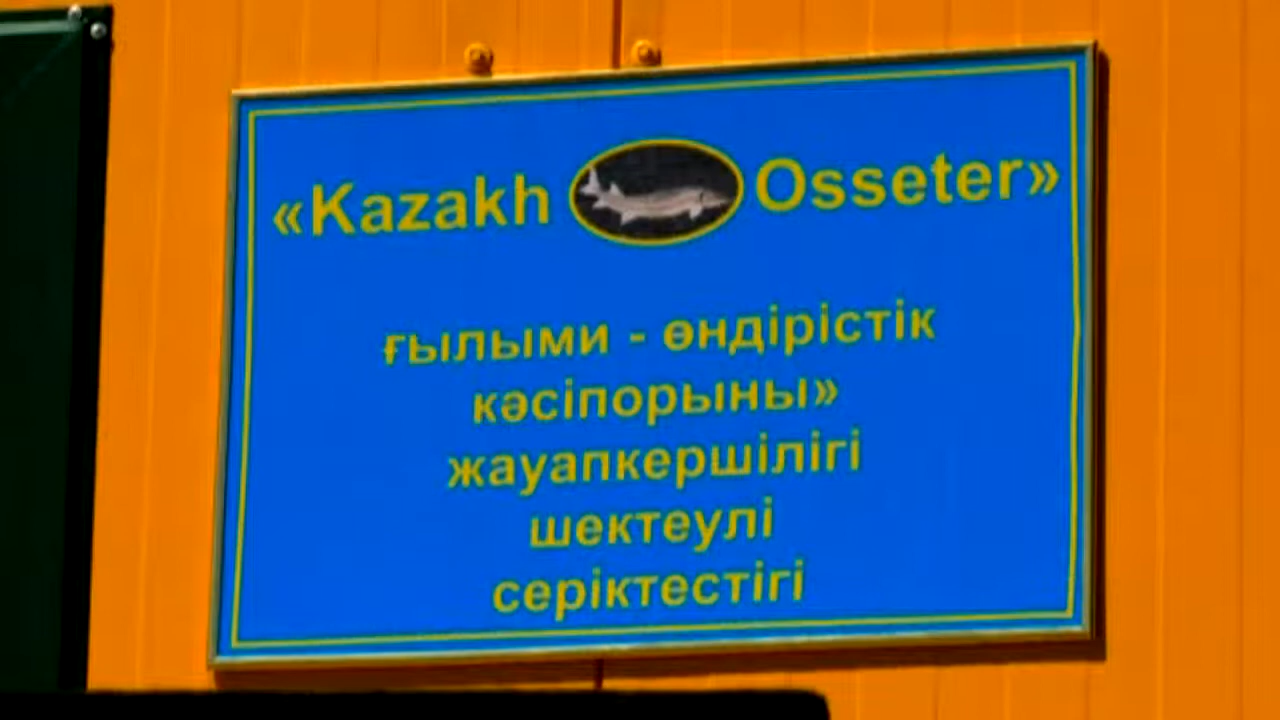 «Kazakh Osseter»
ғылыми - өндірістік
кәсіпорыны»
жауапкершілігі
шектеулі
серіктестігі